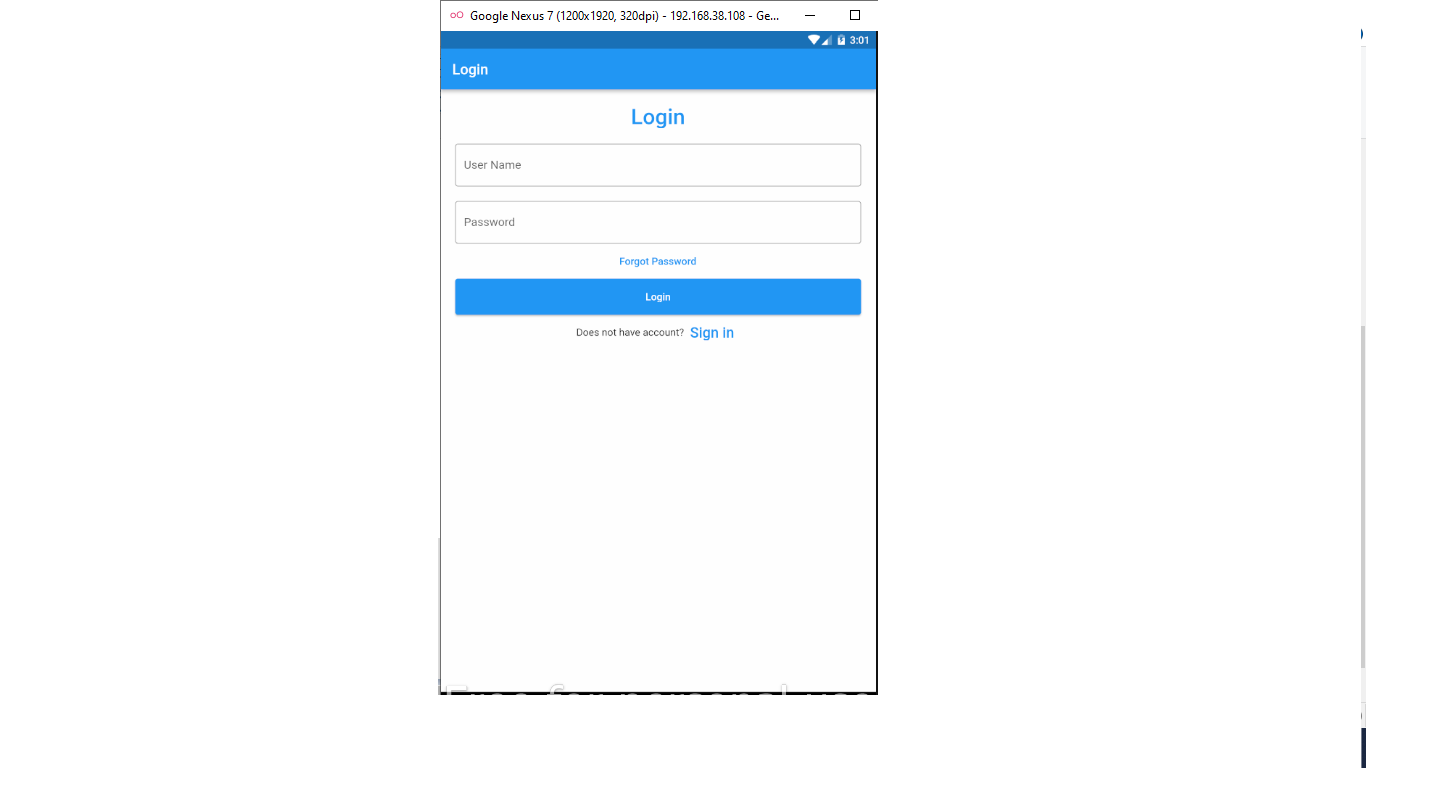 Google Nexus 7 (1200x1920, 320dpi) - 192.168.38.108 - Ge...
3:01
Login
Login
User Name
Password
Forgot Password
Login
Does not have account? Sign in